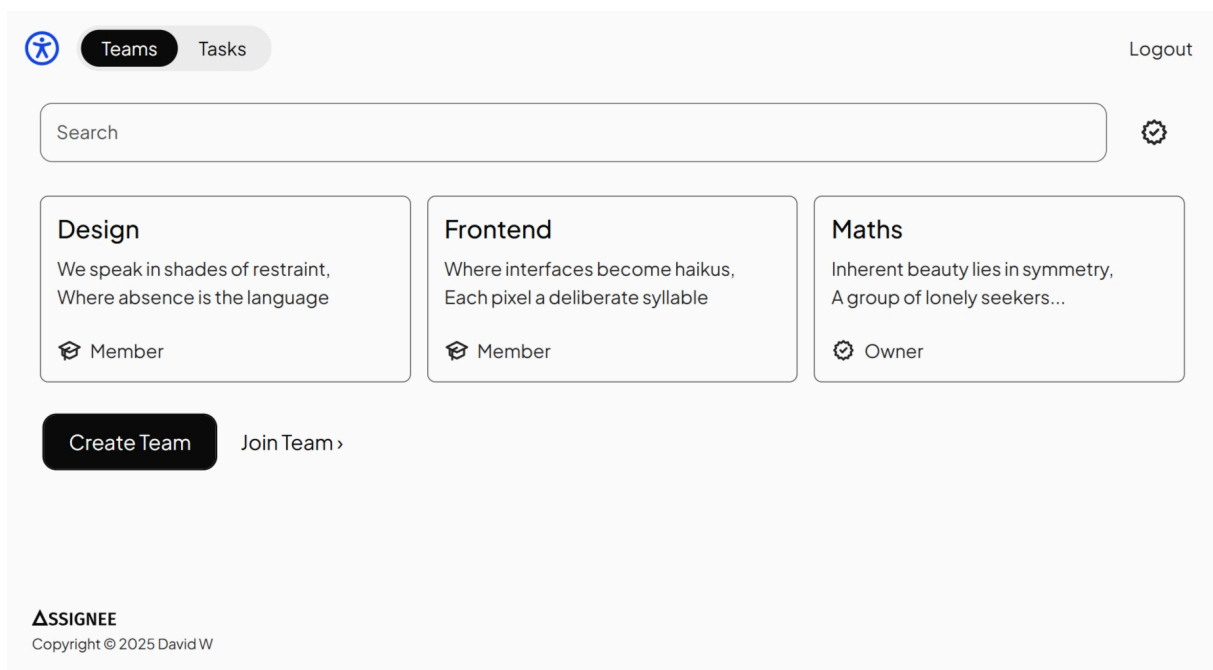 Teams Tasks Logout
Search
Design
We speak in shades of restraint,
Where absence is the language
Member
Frontend
Where interfaces become haikus,
Each pixel a deliberate syllable
Member
Maths
Inherent beauty lies in symmetry,
A group of lonely seekers...
Owner
Create Team Join Team ›
ASSIGNEE
Copyright © 2025 David W